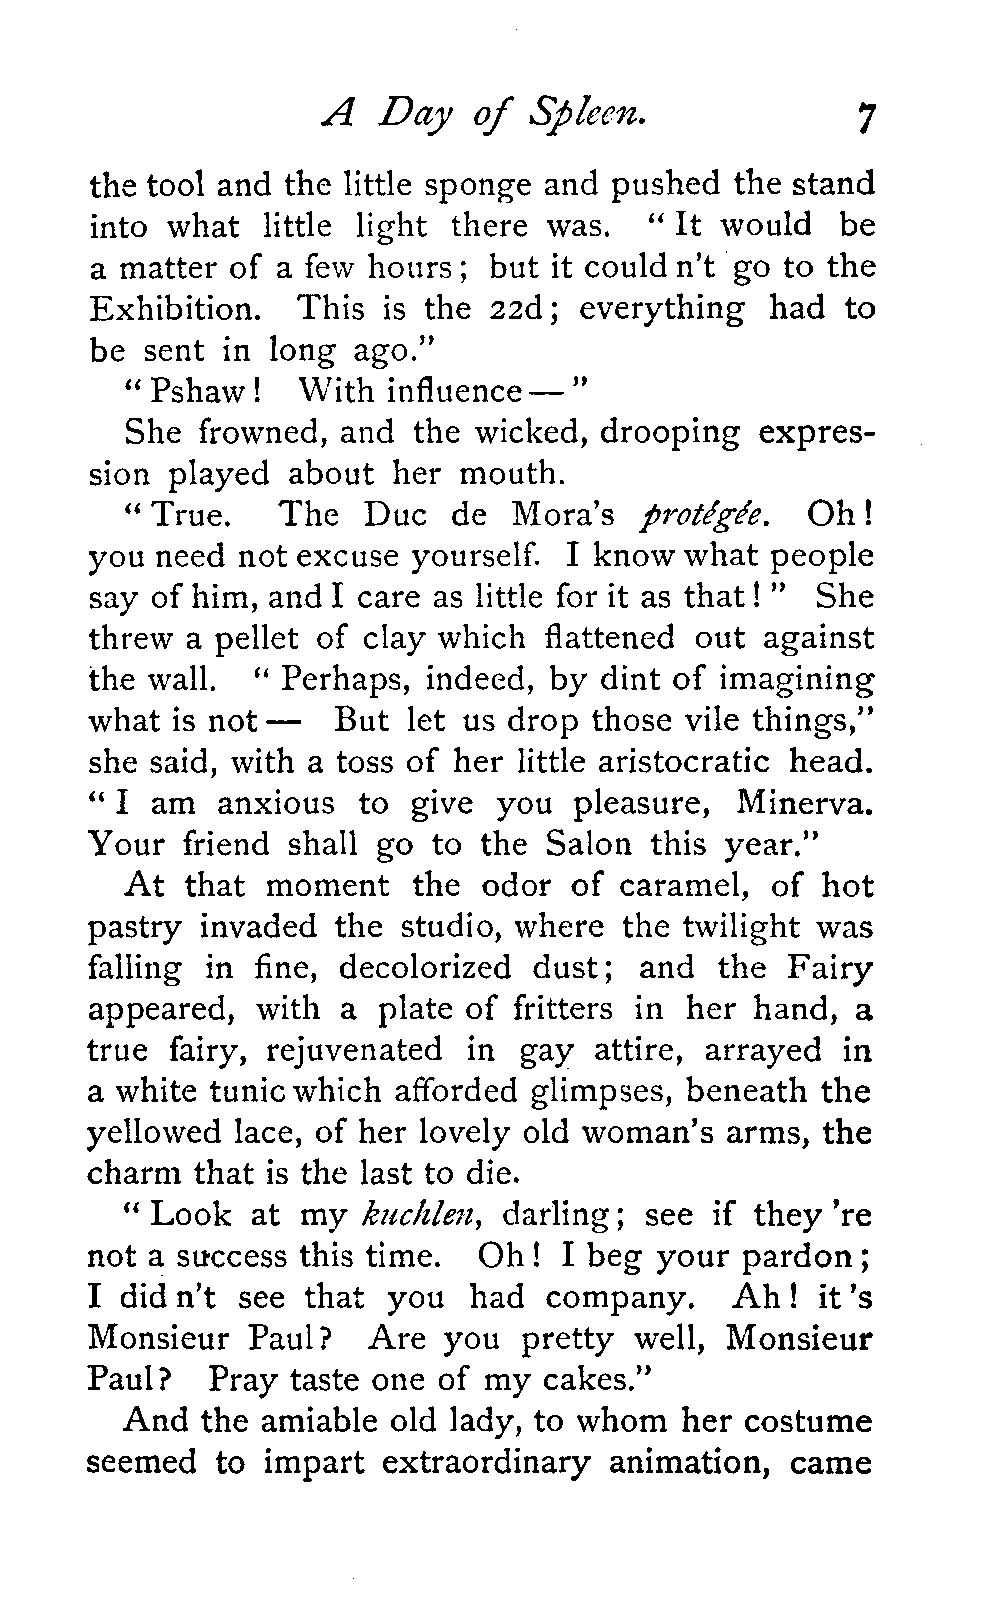 A Day of Spleen. 7
the tool and the little sponge and pushed the stand
into what little light there was. “ It would be
a matter of a few hours ; but it could n’t go to the
Exhibition. This is the 22d ; everything had to
be sent in long ago.”
“ Pshaw ! With influence — ”
She frowned, and the wicked, drooping expres-
sion played about her mouth.
“ True. The Duc de Mora’s protégée. Oh !
you need not excuse yourself. I know what people
say of him, and I care as little for it as that ! ” She
threw a pellet of clay which flattened out against
the wall. “ Perhaps, indeed, by dint of imagining
what is not — But let us drop those vile things,”
she said, with a toss of her little aristocratic head.
“ I am anxious to give you pleasure, Minerva.
Your friend shall go to the Salon this year.”
At that moment the odor of caramel, of hot
pastry invaded the studio, where the twilight was
falling in fine, decolorized dust ; and the Fairy
appeared, with a plate of fritters in her hand, a
true fairy, rejuvenated in gay attire, arrayed in
a white tunic which afforded glimpses, beneath the
yellowed lace, of her lovely old woman’s arms, the
charm that is the last to die.
“ Look at my kuchlen, darling ; see if they ’re
not a success this time. Oh ! I beg your pardon ;
I did n’t see that you had company. Ah ! it ’s
Monsieur Paul ? Are you pretty well, Monsieur
Paul ? Pray taste one of my cakes.”
And the amiable old lady, to whom her costume
seemed to impart extraordinary animation, came